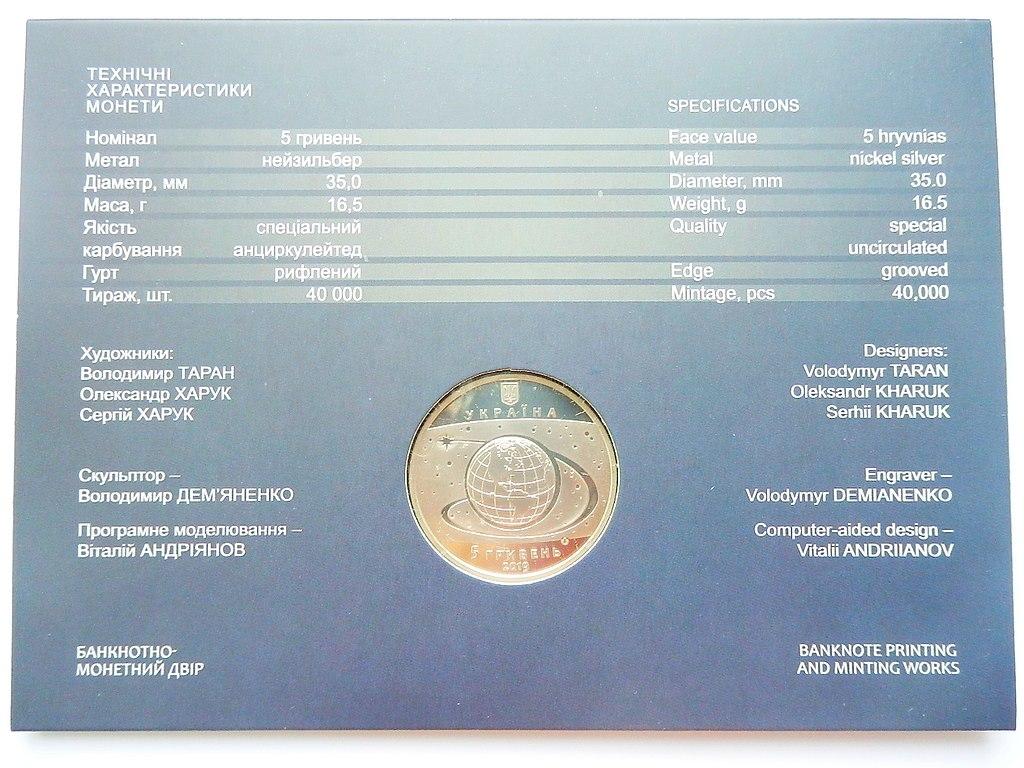 ТЕХНІЧНІ
ХАРАКТЕРИСТИКИ
МОНЕТИ
Номінал 5 гривень
Метал нейзильбер
Діаметр, мм 35,0
Маса, г 16,5
Якість спеціальний
карбування анциркулейтед
Гурт рифлений
Тираж, шт. 40 000
SPECIFICATIONS
Face value 5 hryvnias
Metal nickel silver
Diameter, mm 35.0
Weight, g 16.5
Quality special
uncirculated
Edge grooved
Mintage, pcs 40,000
Художники:
Володимир ТАРАН
Олександр ХАРУК
Сергій ХАРУК
Скульптор –
Володимир ДЕМ'ЯНЕНКО
Програмне моделювання –
Віталій АНДРІЯНОВ
УКРАЇНА
5 ГРИВЕНЬ
2019
Designers:
Volodymyr TARAN
Oleksandr KHARUK
Serhii KHARUK
Engraver –
Volodymyr DEMIANENKO
Computer-aided design –
Vitalii ANDRIIANOV
БАНКНОТНО-
МОНЕТНИЙ ДВІР
BANKNOTE PRINTING
AND MINTING WORKS